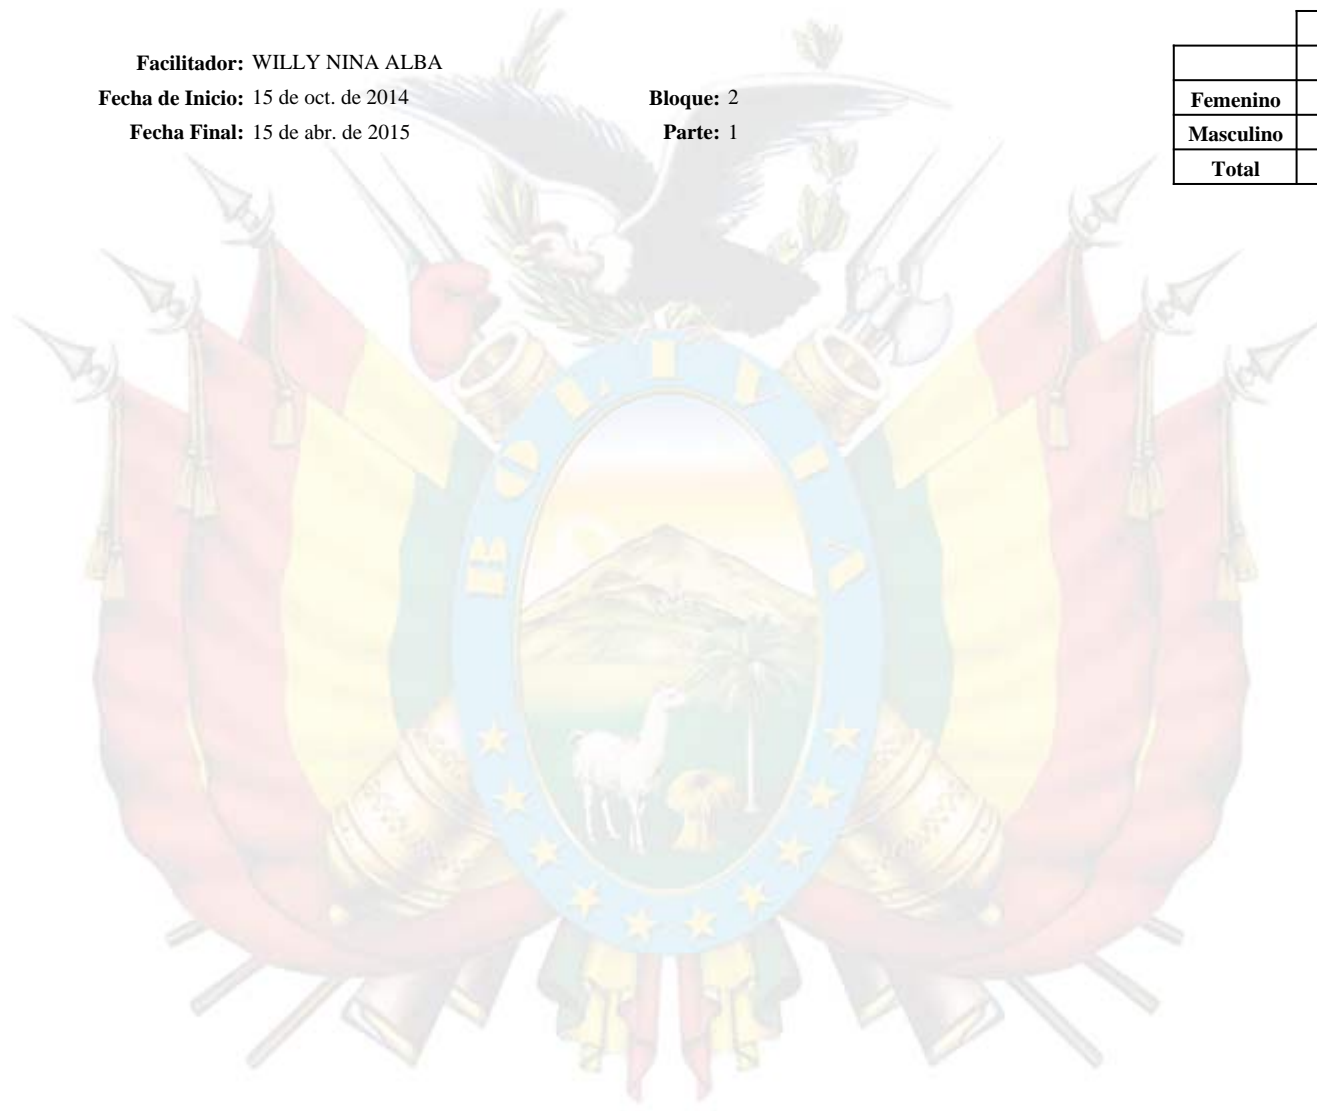 Facilitador: WILLY NINA ALBA
Fecha de Inicio: 15 de oct. de 2014 Bloque: 2
Fecha Final: 15 de abr. de 2015 Parte: 1
Femenino
Masculino
Total
BOLIVIA